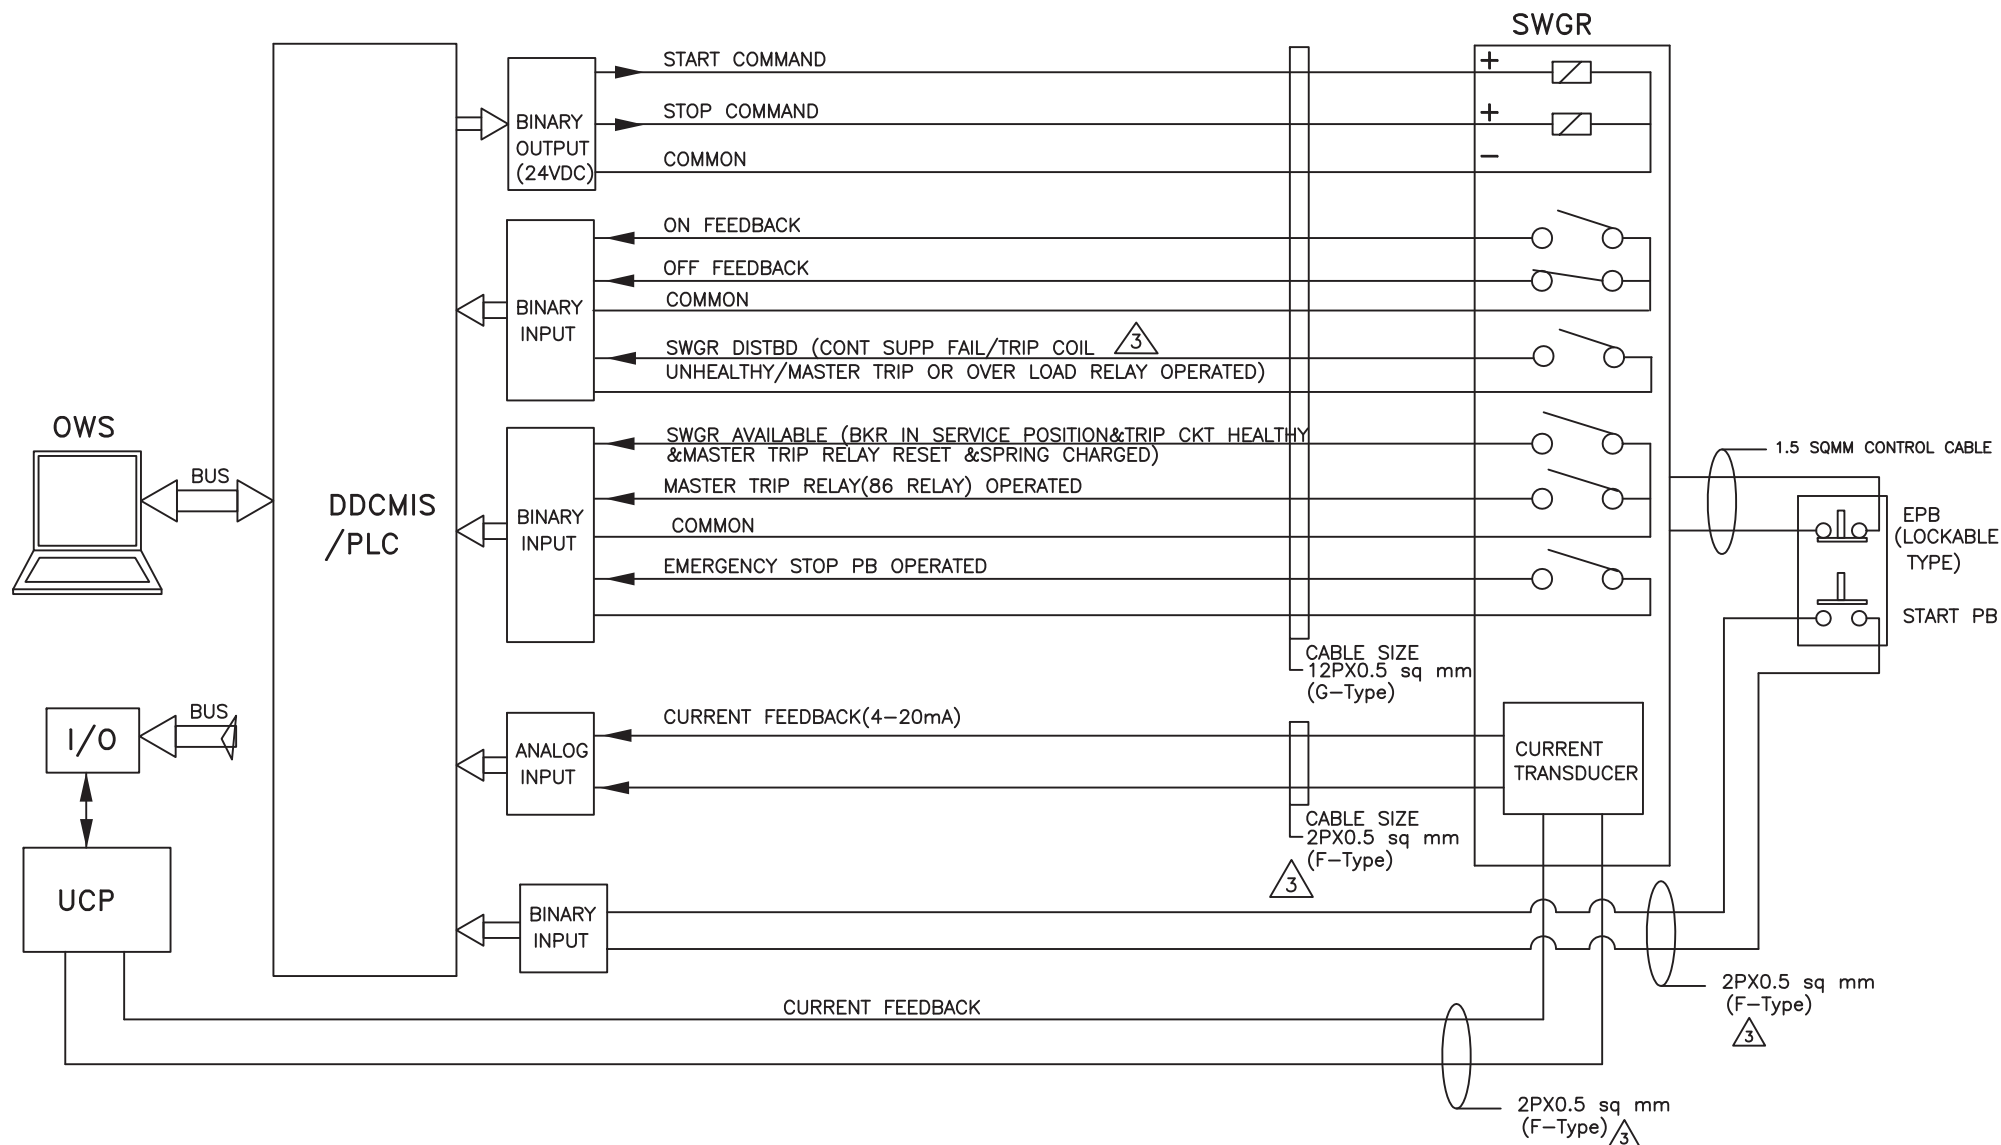 SWGR
START COMMAND
+
STOP COMMAND
+
BINARY
OUTPUT
(24VDC)
COMMON
−
ON FEEDBACK
OFF FEEDBACK
COMMON
BINARY
INPUT
SWGR DISTBD (CONT SUPP FAIL/TRIP COIL
3
UNHEALTHY/MASTER TRIP OR OVER LOAD RELAY OPERATED)
OWS
BUS
DDCMIS
/PLC
SWGR AVAILABLE (BKR IN SERVICE POSITION&TRIP CKT HEALTHY
&MASTER TRIP RELAY RESET &SPRING CHARGED)
MASTER TRIP RELAY(86 RELAY) OPERATED
BINARY
INPUT
COMMON
EMERGENCY STOP PB OPERATED
1.5 SQMM CONTROL CABLE
EPB
(LOCKABLE
TYPE)
START PB
CABLE SIZE
12PX0.5 sq mm
(G-Type)
BUS
I/O
CURRENT FEEDBACK(4-20mA)
ANALOG
INPUT
CURRENT
TRANSDUCER
CABLE SIZE
2PX0.5 sq mm
(F-Type)
3
UCP
BINARY
INPUT
2PX0.5 sq mm
(F-Type)
3
CURRENT FEEDBACK
2PX0.5 sq mm
(F-Type)
3